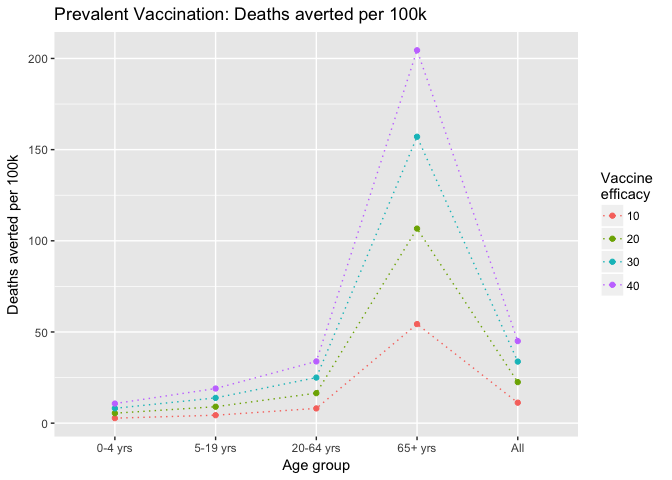 Prevalent Vaccination: Deaths averted per 100k
200
150
100
50
0
Deaths averted per 100k
0-4 yrs 5-19 yrs 20-64 yrs 65+ yrs All
Age group
Vaccine
efficacy
10
20
30
40